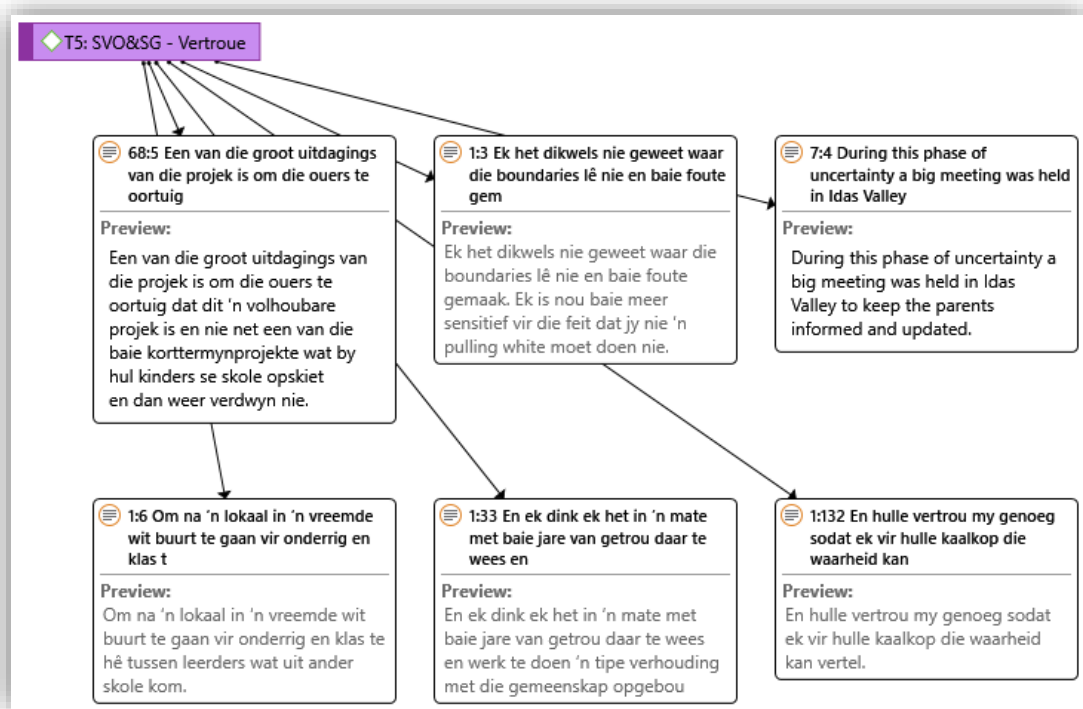 T5: SVO&SG - Vertroue
68:5 Een van die groot uitdagings
van die projek is om die ouers te
oortuig
Preview:
Een van die groot uitdagings van
die projek is om die ouers te
oortuig dat dit ‘n volhoubare
projek is en nie net een van die
baie korttermynprojekte wat by
hul kinders se skole opskiet
en dan weer verdwyn nie.
1:3 Ek het dikwels nie geweet waar
die boundaries lê nie en baie foute
gem
Preview:
Ek het dikwels nie geweet waar die
boundaries lê nie en baie foute
gemaak. Ek is nou baie meer
sensitief vir die feit dat jy nie ‘n
pulling white moet doen nie.
7:4 During this phase of
uncertainty a big meeting was held
in Idas Valley
Preview:
During this phase of uncertainty a
big meeting was held in Idas
Valley to keep the parents
informed and updated.
1:6 Om na ‘n lokaal in ‘n vreemde
wit buurt te gaan vir onderrig en
klas t
Preview:
Om na ‘n lokaal in ‘n vreemde wit
buurt te gaan vir onderrig en klas te
hê tussen leerders wat uit ander
skole kom.
1:33 En ek dink ek het in ‘n mate
met baie jare van getrou daar te
wees en
Preview:
En ek dink ek het in ‘n mate met
baie jare van getrou daar te wees
en werk te doen ‘n tipe verhouding
met die gemeenskap opgebou
1:132 En hulle vertrou my genoeg
sodat ek vir hulle kaalkop die
waarheid kan
Preview:
En hulle vertrou my genoeg sodat
ek vir hulle kaalkop die waarheid
kan vertel.